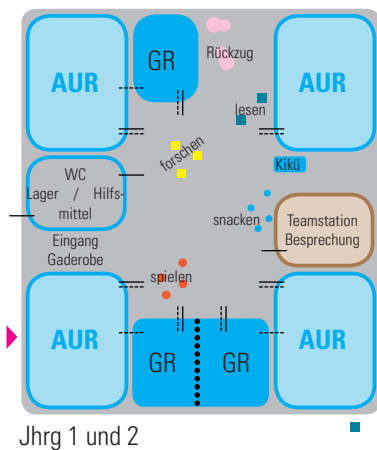 Rückzug
AUR
GR
AUR
lesen
forschen
WC
Lager / Hilfs-
mittel
Kikü
snacken
Teamstation
Besprechung
Eingang
Gaderobe
spielen
AUR
GR
GR
AUR
Jhrg 1 und 2